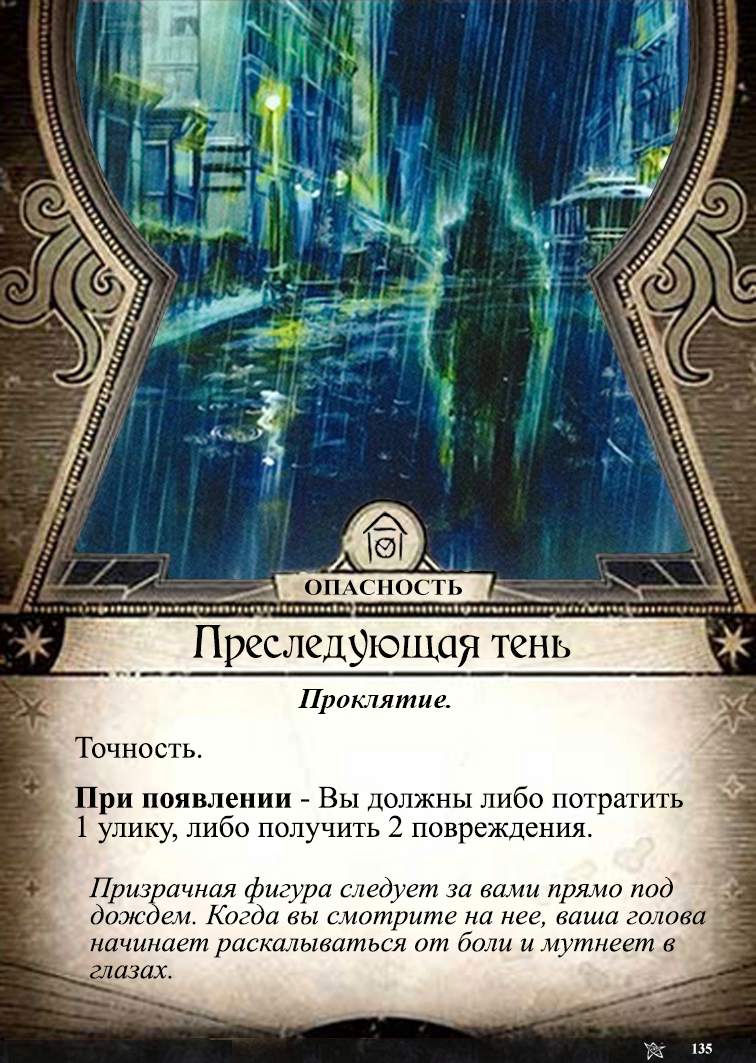 ОПАСНОСТЬ
Преследующая тень
Проклятие.
Точность.
При появлении - Вы должны либо потратить
1 улику, либо получить 2 повреждения.
Призрачная фигура следует за вами прямо под
дождем. Когда вы смотрите на нее, ваша голова
начинает раскалываться от боли и мутнеет в
глазах.
135